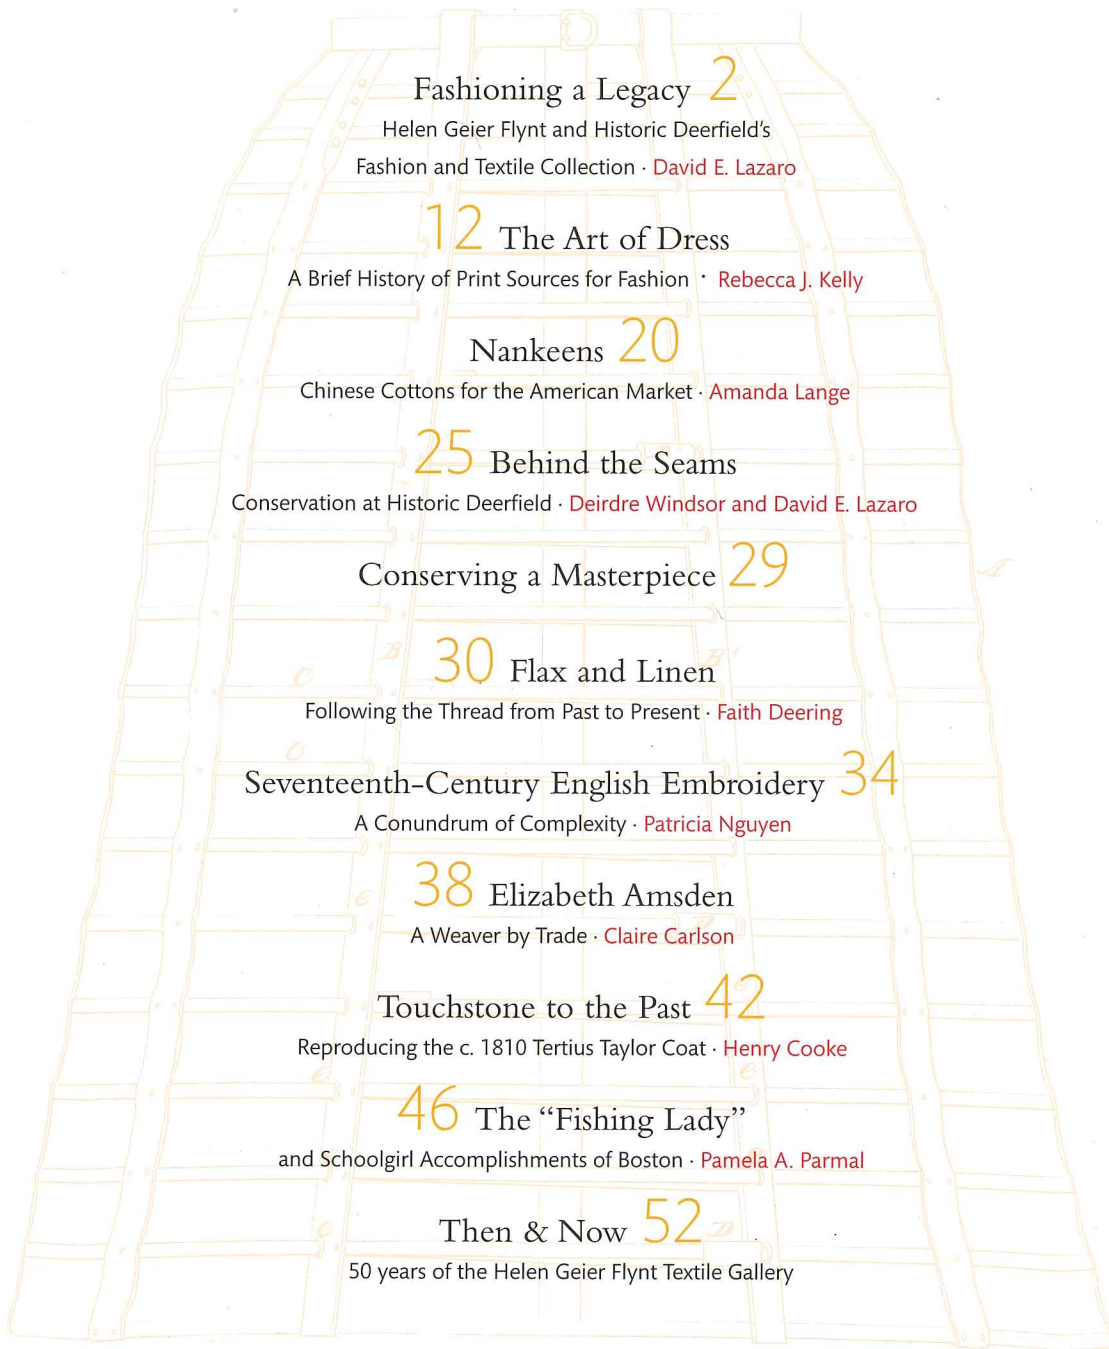 Fashioning a Legacy 2
Helen Geier Flynt and Historic Deerfield's
Fashion and Textile Collection · David E. Lazaro
12 The Art of Dress
A Brief History of Print Sources for Fashion · Rebecca J. Kelly
Nankeens 20
Chinese Cottons for the American Market · Amanda Lange
25 Behind the Seams
Conservation at Historic Deerfield · Deirdre Windsor and David E. Lazaro
A
Conserving a Masterpiece 29
B B'
30 Flax and Linen
C
Following the Thread from Past to Present · Faith Deering
C
Seventeenth-Century English Embroidery 34
A Conundrum of Complexity · Patricia Nguyen
38 Elizabeth Amsden
e
A Weaver by Trade · Claire Carlson
Touchstone to the Past 42
Reproducing the c. 1810 Tertius Taylor Coat · Henry Cooke
e e
46 The “Fishing Lady”
and Schoolgirl Accomplishments of Boston · Pamela A. Parmal
Then & Now 52
e D
50 years of the Helen Geier Flynt Textile Gallery